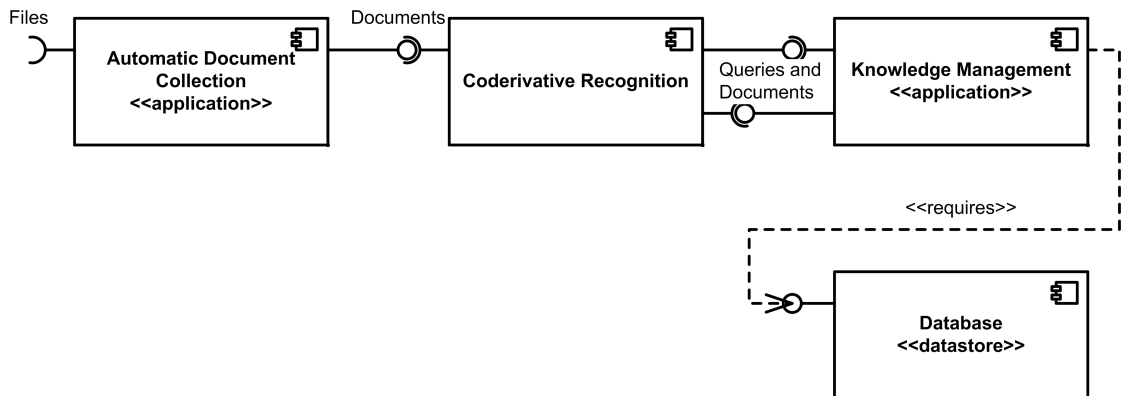 Files
Documents
Automatic Document
Collection
<<application>>
Coderivative Recognition
Queries and
Documents
Knowledge Management
<<application>>
<<requires>>
Database
<<datastore>>